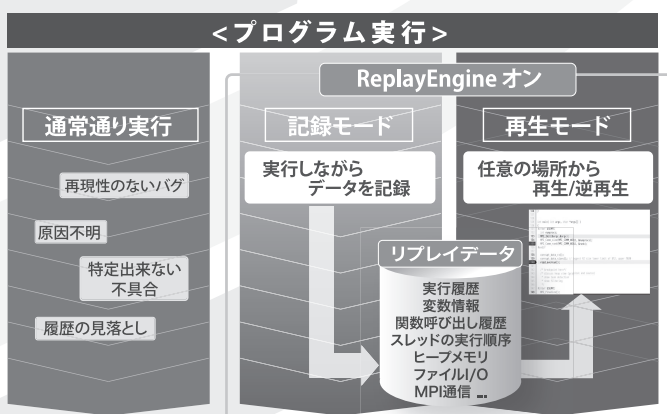 <プログラム実行>
ReplayEngine オン
通常通り実行
再現性のないバグ
原因不明
特定出来ない
不具合
履歴の見落とし
記録モード
実行しながら
データを記録
再生モード
任意の場所から
再生/逆再生
リプレイデータ
実行履歴
変数情報
関数呼び出し履歴
スレッドの実行順序
ヒープメモリ
ファイルI/O
MPI通信 ...